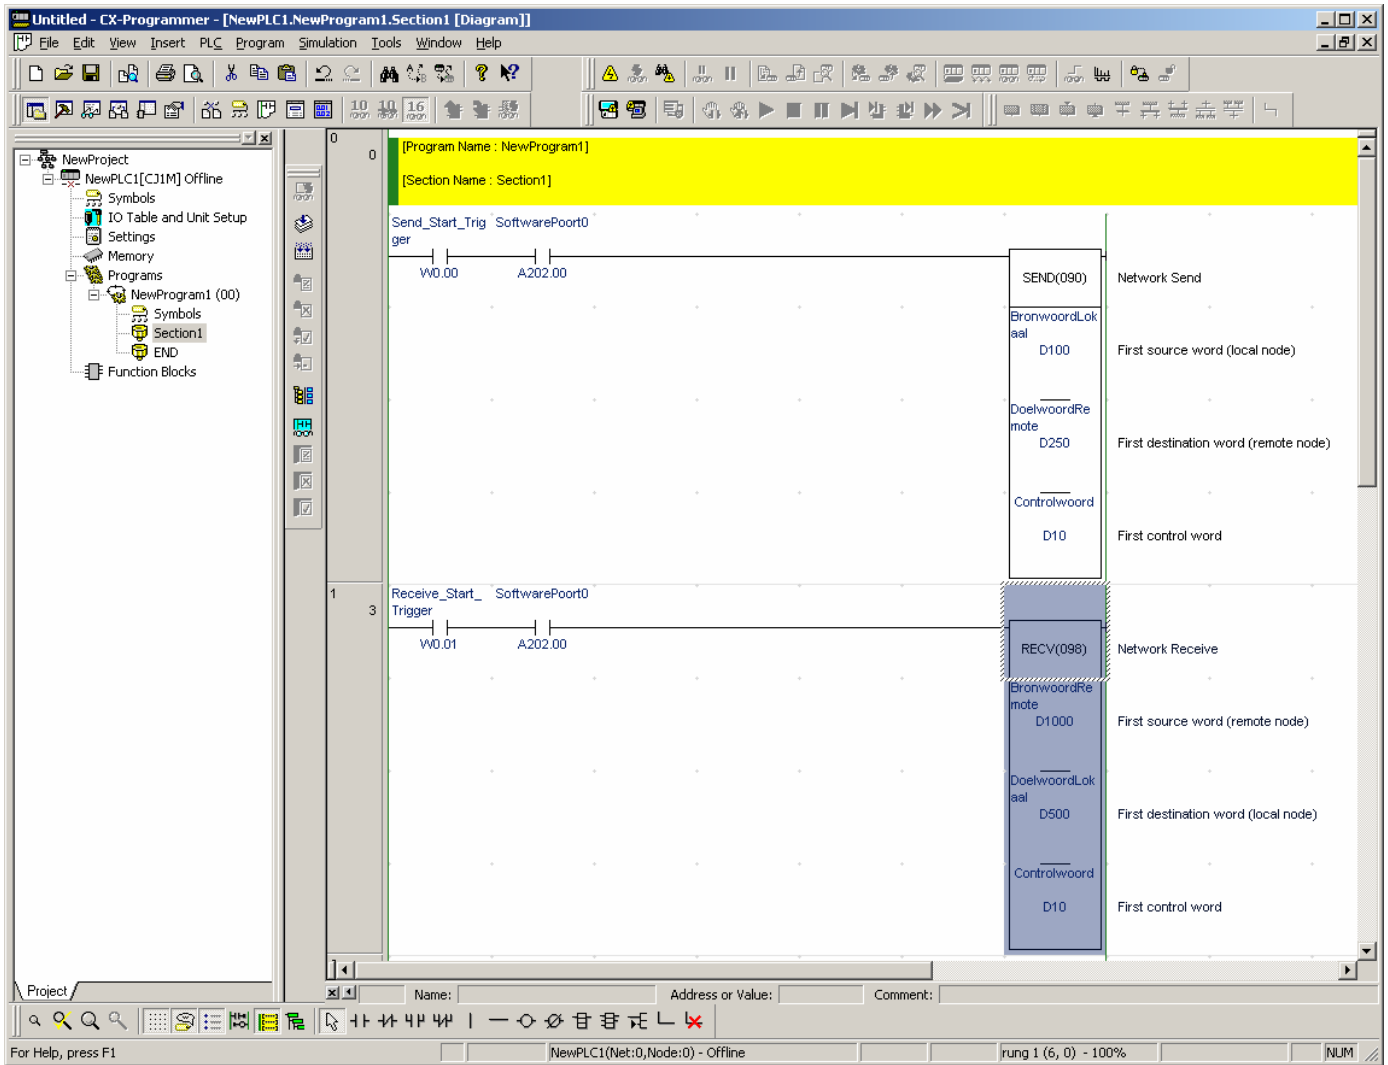 Untitled - CX-Programmer - [NewPLC1.NewProgram1.Section1 [Diagram]]
File Edit View Insert PLC Program Simulation Tools Window Help
10 10 16
NewProject
NewPLC1[CJ1M] Offline
Symbols
IO Table and Unit Setup
Settings
Memory
Programs
NewProgram1 (00)
Symbols
Section1
END
Function Blocks
Project
0
0
[Program Name : NewProgram1]
[Section Name : Section1]
Send_Start_Trig SoftwarePoort0
ger
W0.00 A202.00
SEND(090) Network Send
BronwoordLok
aal
D100 First source word (local node)
DoelwoordRe
mote
D250 First destination word (remote node)
Controlwoord
D10 First control word
1
3
Receive_Start_ SoftwarePoort0
Trigger
W0.01 A202.00
RECV(098) Network Receive
BronwoordRe
mote
D1000 First source word (remote node)
DoelwoordLok
aal
D500 First destination word (local node)
Controlwoord
D10 First control word
Name: Address or Value: Comment:
For Help, press F1 NewPLC1(Net:0,Node:0) - Offline rung 1 (6, 0) - 100% NUM